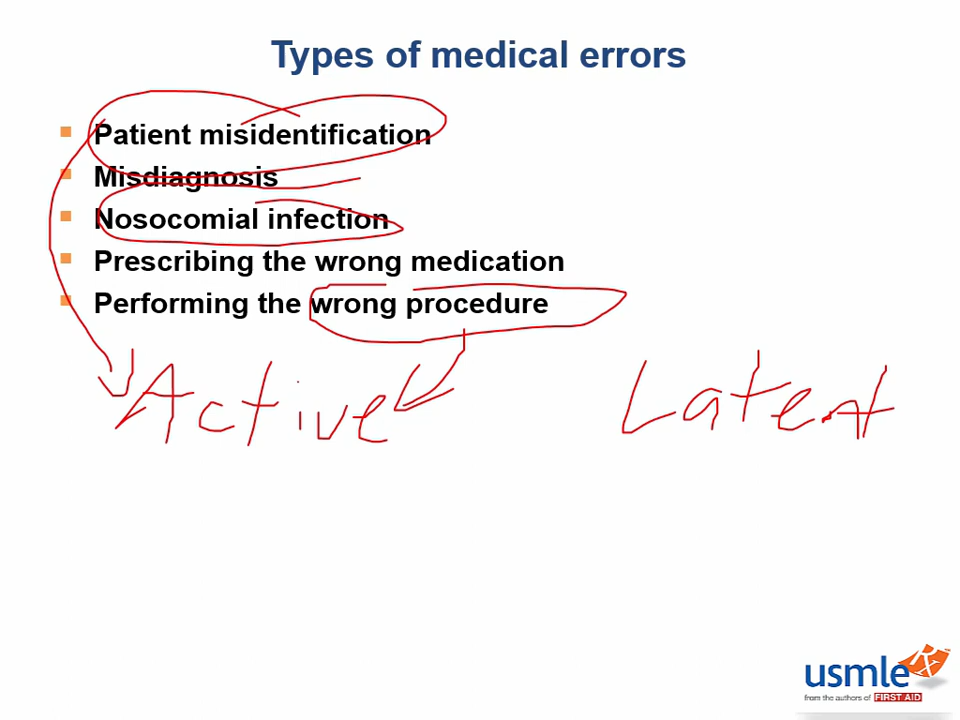 Types of medical errors
Patient misidentification
Misdiagnosis
Nosocomial infection
Prescribing the wrong medication
Performing the wrong procedure
Active Latent
usmle Rx
from the authors of FIRST AID